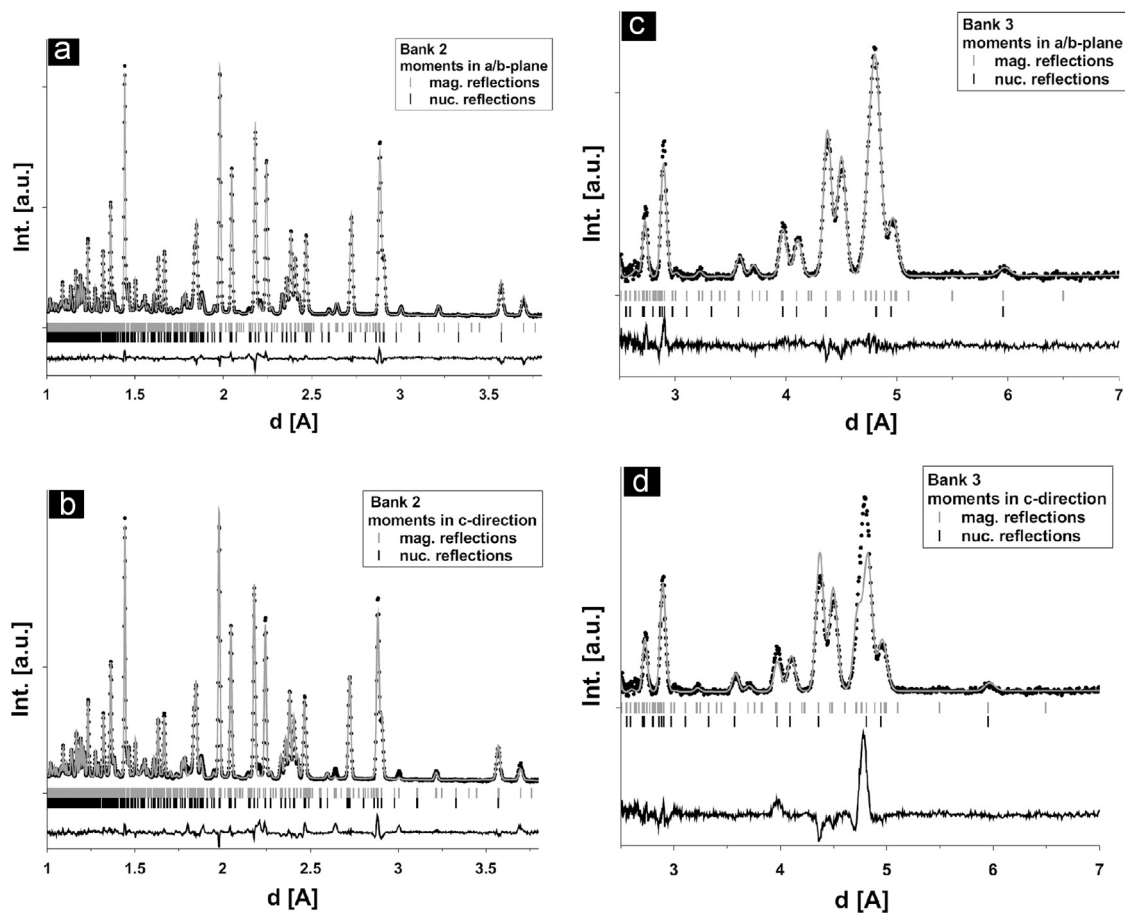 a
Bank 2
moments in a/b-plane
mag. reflections
nuc. reflections
Int. [a.u.]
1 1.5 2 2.5 3 3.5
d [A]
c
Bank 3
moments in a/b-plane
mag. reflections
nuc. reflections
Int. [a.u.]
3 4 5 6 7
d [A]
b
Bank 2
moments in c-direction
mag. reflections
nuc. reflections
Int. [a.u.]
1 1.5 2 2.5 3 3.5
d [A]
d
Bank 3
moments in c-direction
mag. reflections
nuc. reflections
Int. [a.u.]
3 4 5 6 7
d [A]